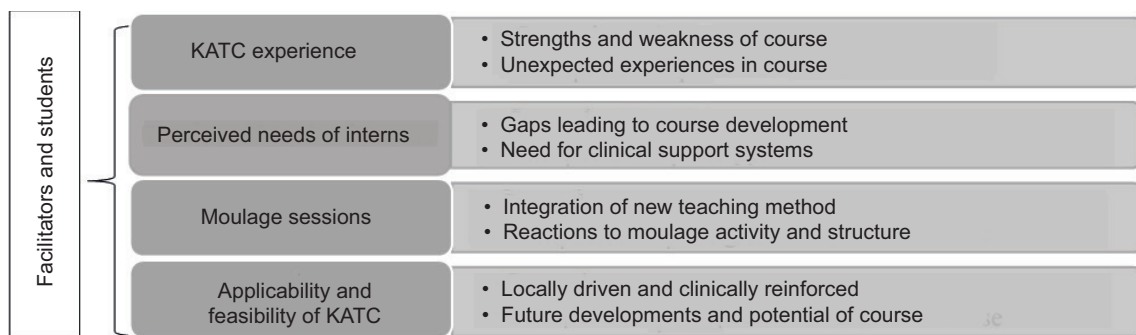 Facilitators and students
KATC experience
• Strengths and weakness of course
• Unexpected experiences in course
Perceived needs of interns
• Gaps leading to course development
• Need for clinical support systems
Moulage sessions
• Integration of new teaching method
• Reactions to moulage activity and structure
Applicability and
feasibility of KATC
• Locally driven and clinically reinforced
• Future developments and potential of course